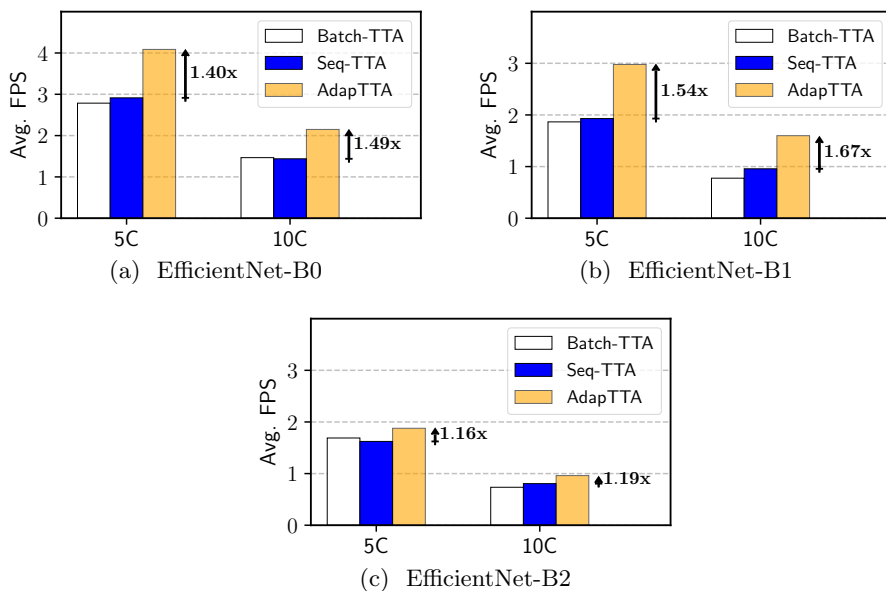 Batch-TTA
Seq-TTA
AdapTTA
Avg. FPS
4
3
2
1
0
1.40x
1.49x
5C
10C
(a) EfficientNet-B0
Batch-TTA
Seq-TTA
AdapTTA
Avg. FPS
3
2
1
0
1.54x
1.67x
5C
10C
(b) EfficientNet-B1
Batch-TTA
Seq-TTA
AdapTTA
Avg. FPS
3
2
1
0
1.16x
1.19x
5C
10C
(c) EfficientNet-B2